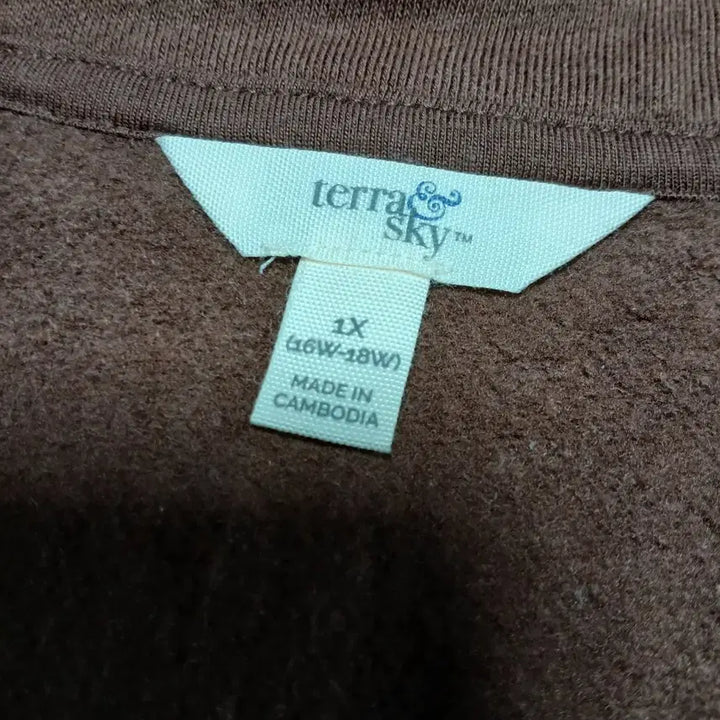 terra &
sky™
1X
(16W-18W)
MADE IN
CAMBODIA